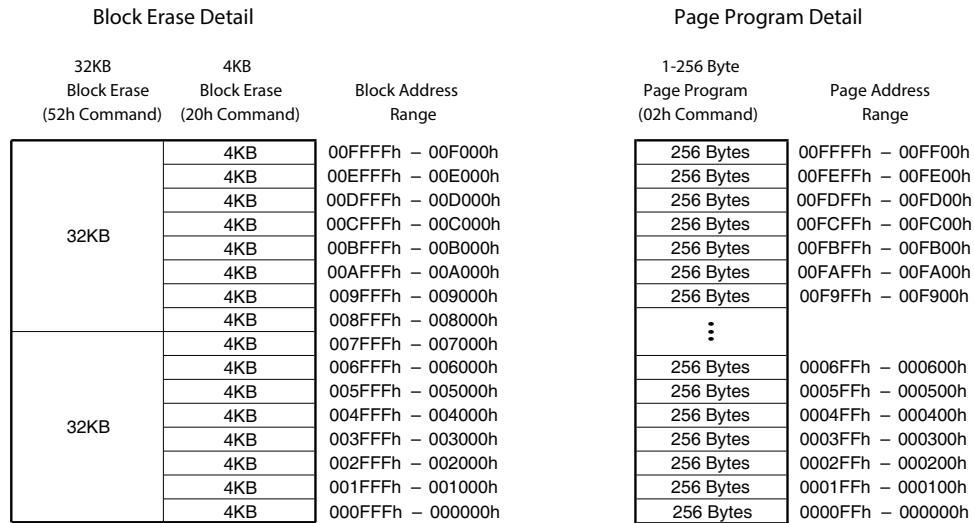 Block Erase Detail
Page Program Detail
32KB
Block Erase
(52h Command)
4KB
Block Erase
(20h Command)
Block Address
Range
1-256 Byte
Page Program
(02h Command)
Page Address
Range
32KB
32KB
4KB 00FFFFh – 00F000h
4KB 00EFFFh – 00E000h
4KB 00DFFFh – 00D000h
4KB 00CFFFh – 00C000h
4KB 00BFFFh – 00B000h
4KB 00AFFFh – 00A000h
4KB 009FFFh – 009000h
4KB 008FFFh – 008000h
4KB 007FFFh – 007000h
4KB 006FFFh – 006000h
4KB 005FFFh – 005000h
4KB 004FFFh – 004000h
4KB 003FFFh – 003000h
4KB 002FFFh – 002000h
4KB 001FFFh – 001000h
4KB 000FFFh – 000000h
256 Bytes 00FFFFh – 00FF00h
256 Bytes 00FEFFh – 00FE00h
256 Bytes 00FDFFh – 00FD00h
256 Bytes 00FCFFh – 00FC00h
256 Bytes 00FBFFh – 00FB00h
256 Bytes 00FAFFh – 00FA00h
256 Bytes 00F9FFh – 00F900h
256 Bytes 0006FFh – 000600h
256 Bytes 0005FFh – 000500h
256 Bytes 0004FFh – 000400h
256 Bytes 0003FFh – 000300h
256 Bytes 0002FFh – 000200h
256 Bytes 0001FFh – 000100h
256 Bytes 0000FFh – 000000h